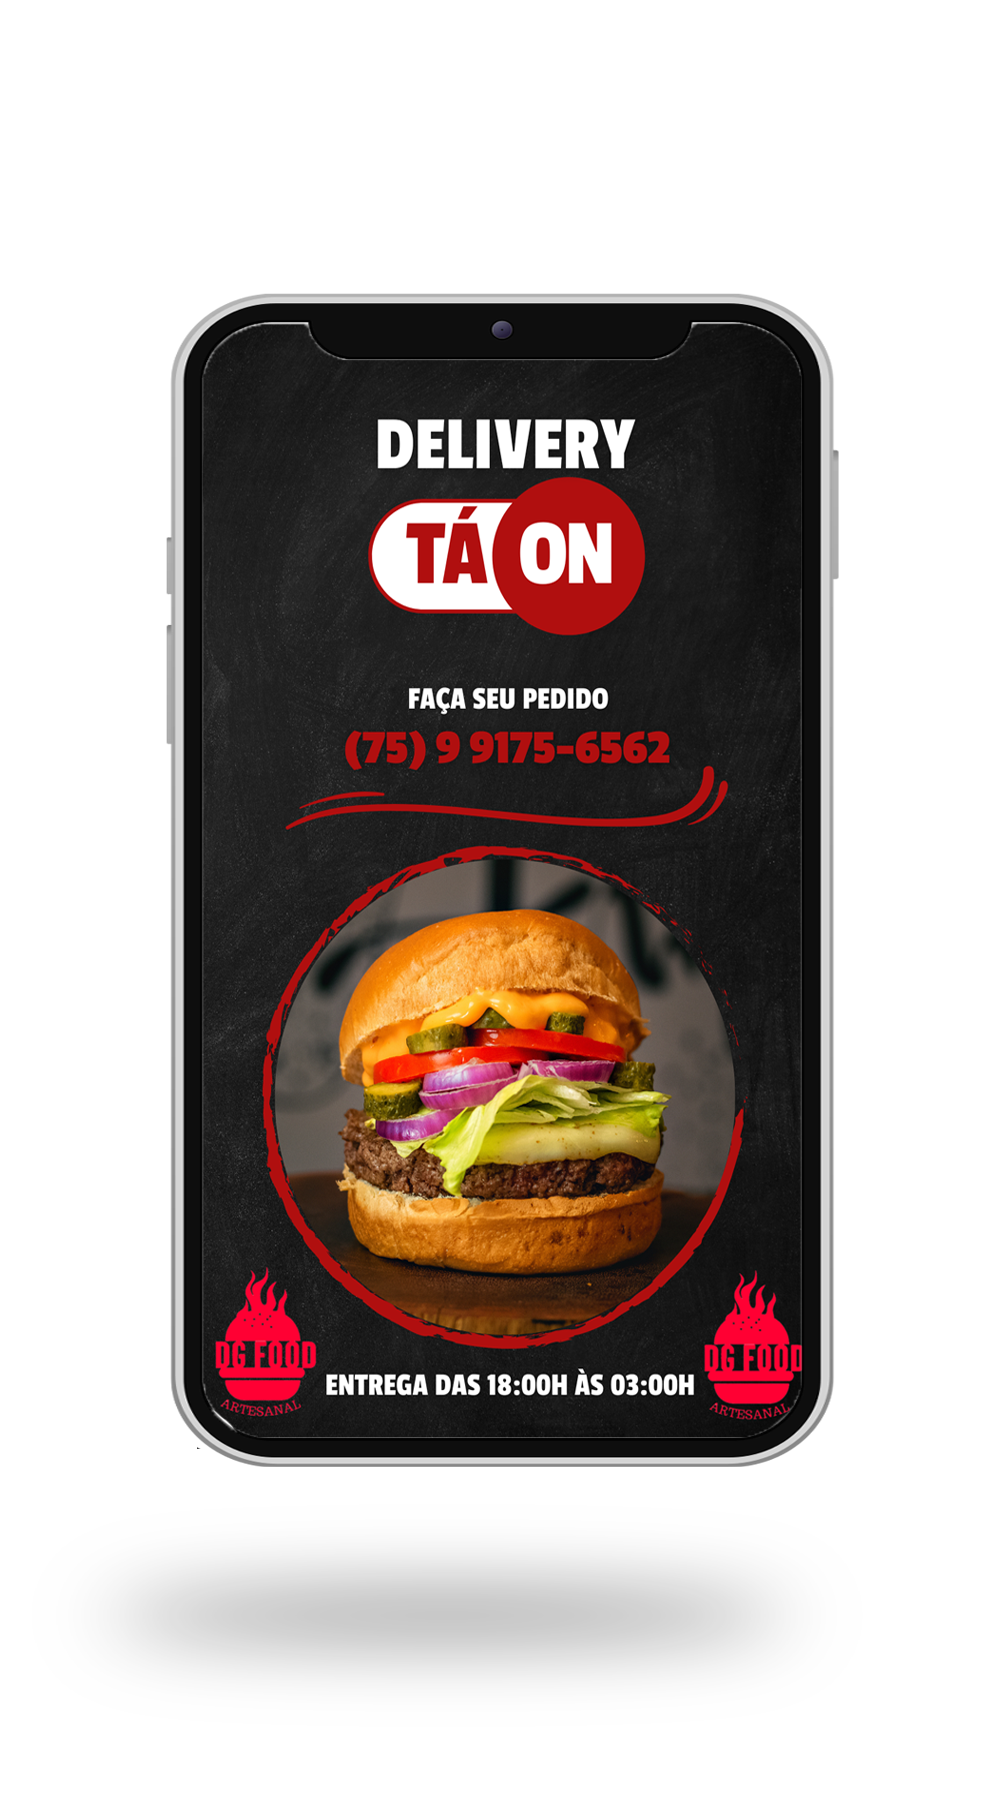 DELIVERY
TÁ ON
FAÇA SEU PEDIDO
(75) 9 9175-6562
DG FOOD
ARTESANAL
ENTREGA DAS 18:00H ÀS 03:00H
DG FOOD
ARTESANAL